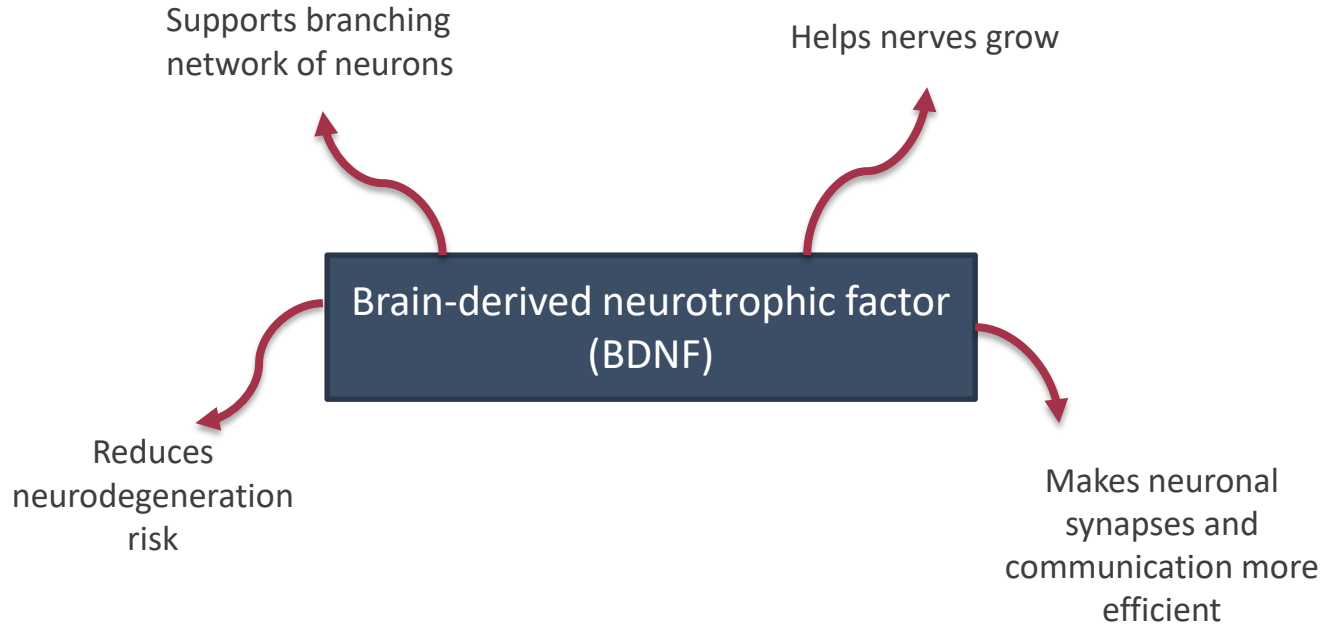 Supports branching
network of neurons
Helps nerves grow
Brain-derived neurotrophic factor
(BDNF)
Reduces
neurodegeneration
risk
Makes neuronal
synapses and
communication more
efficient